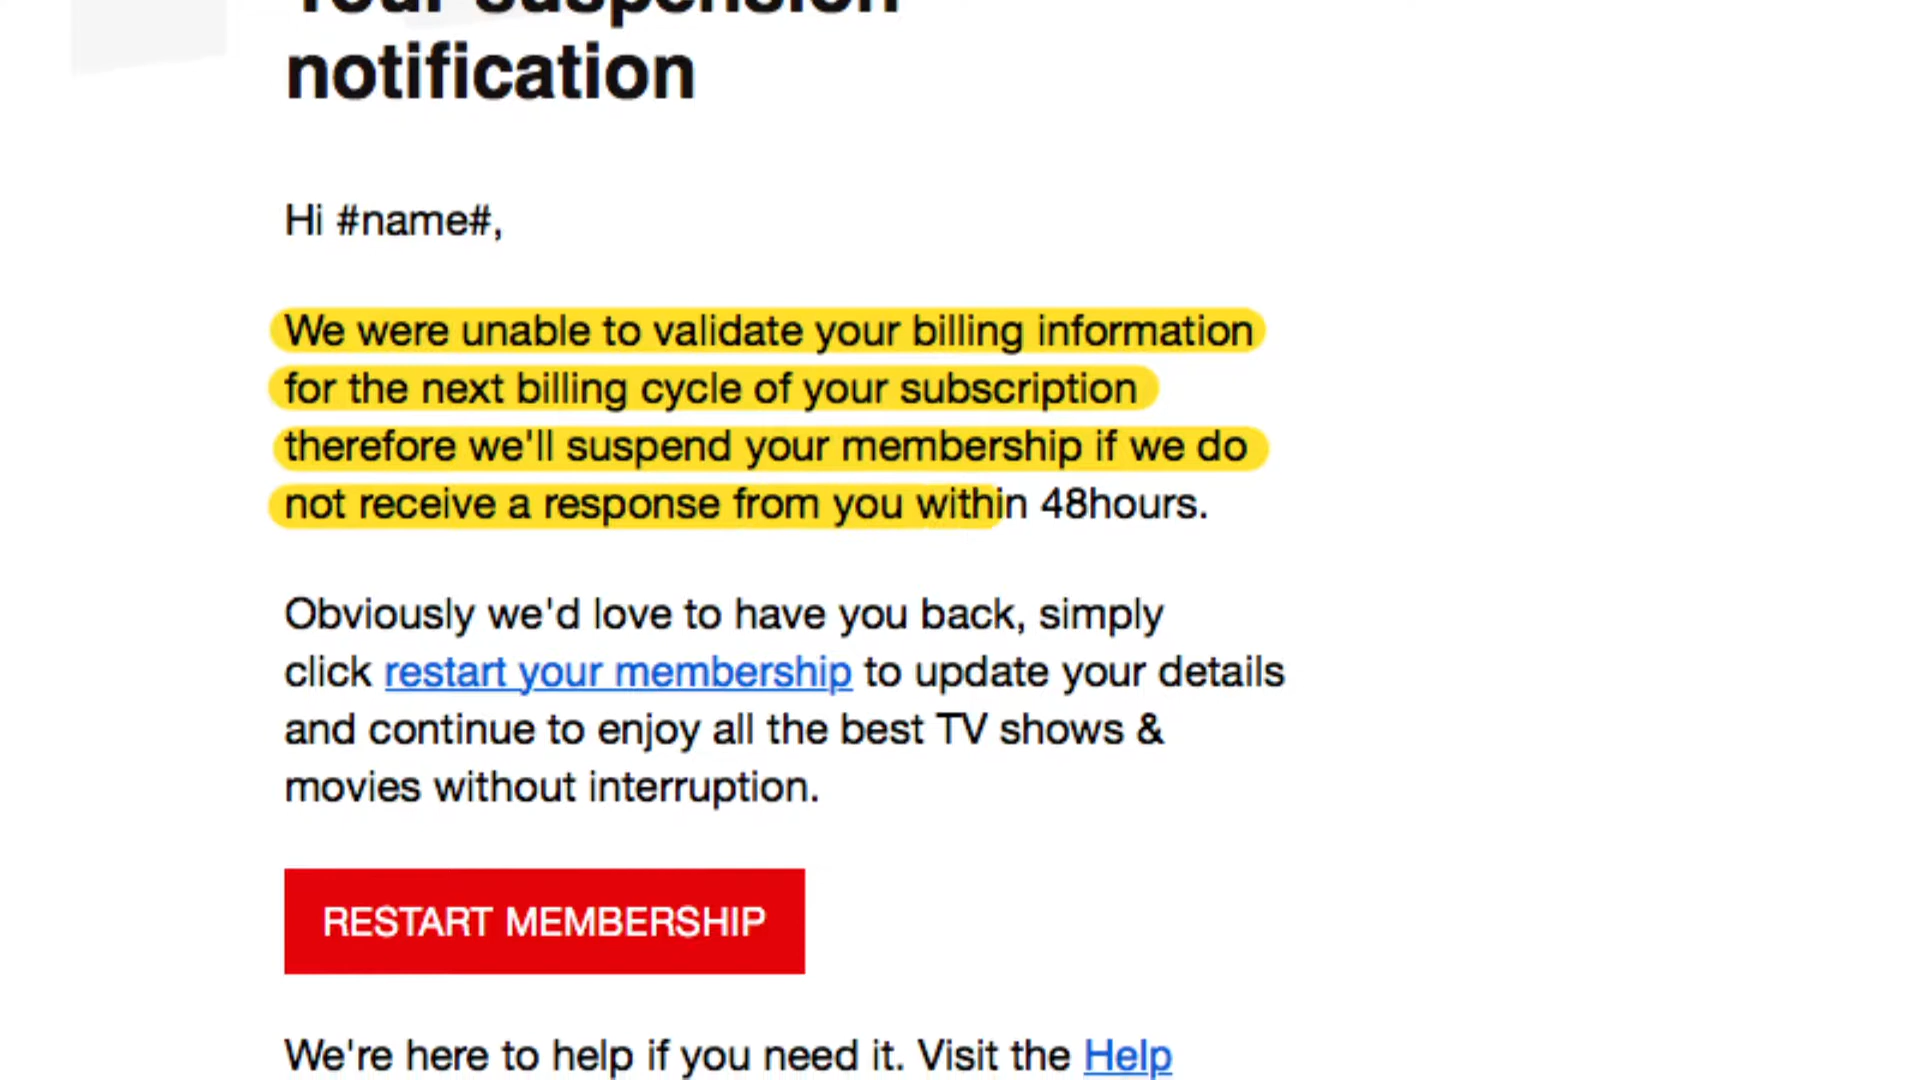 Your suspension
notification
Hi #name#,
We were unable to validate your billing information
for the next billing cycle of your subscription
therefore we'll suspend your membership if we do
not receive a response from you within 48hours.
Obviously we'd love to have you back, simply
click restart your membership to update your details
and continue to enjoy all the best TV shows &
movies without interruption.
RESTART MEMBERSHIP
We're here to help if you need it. Visit the Help